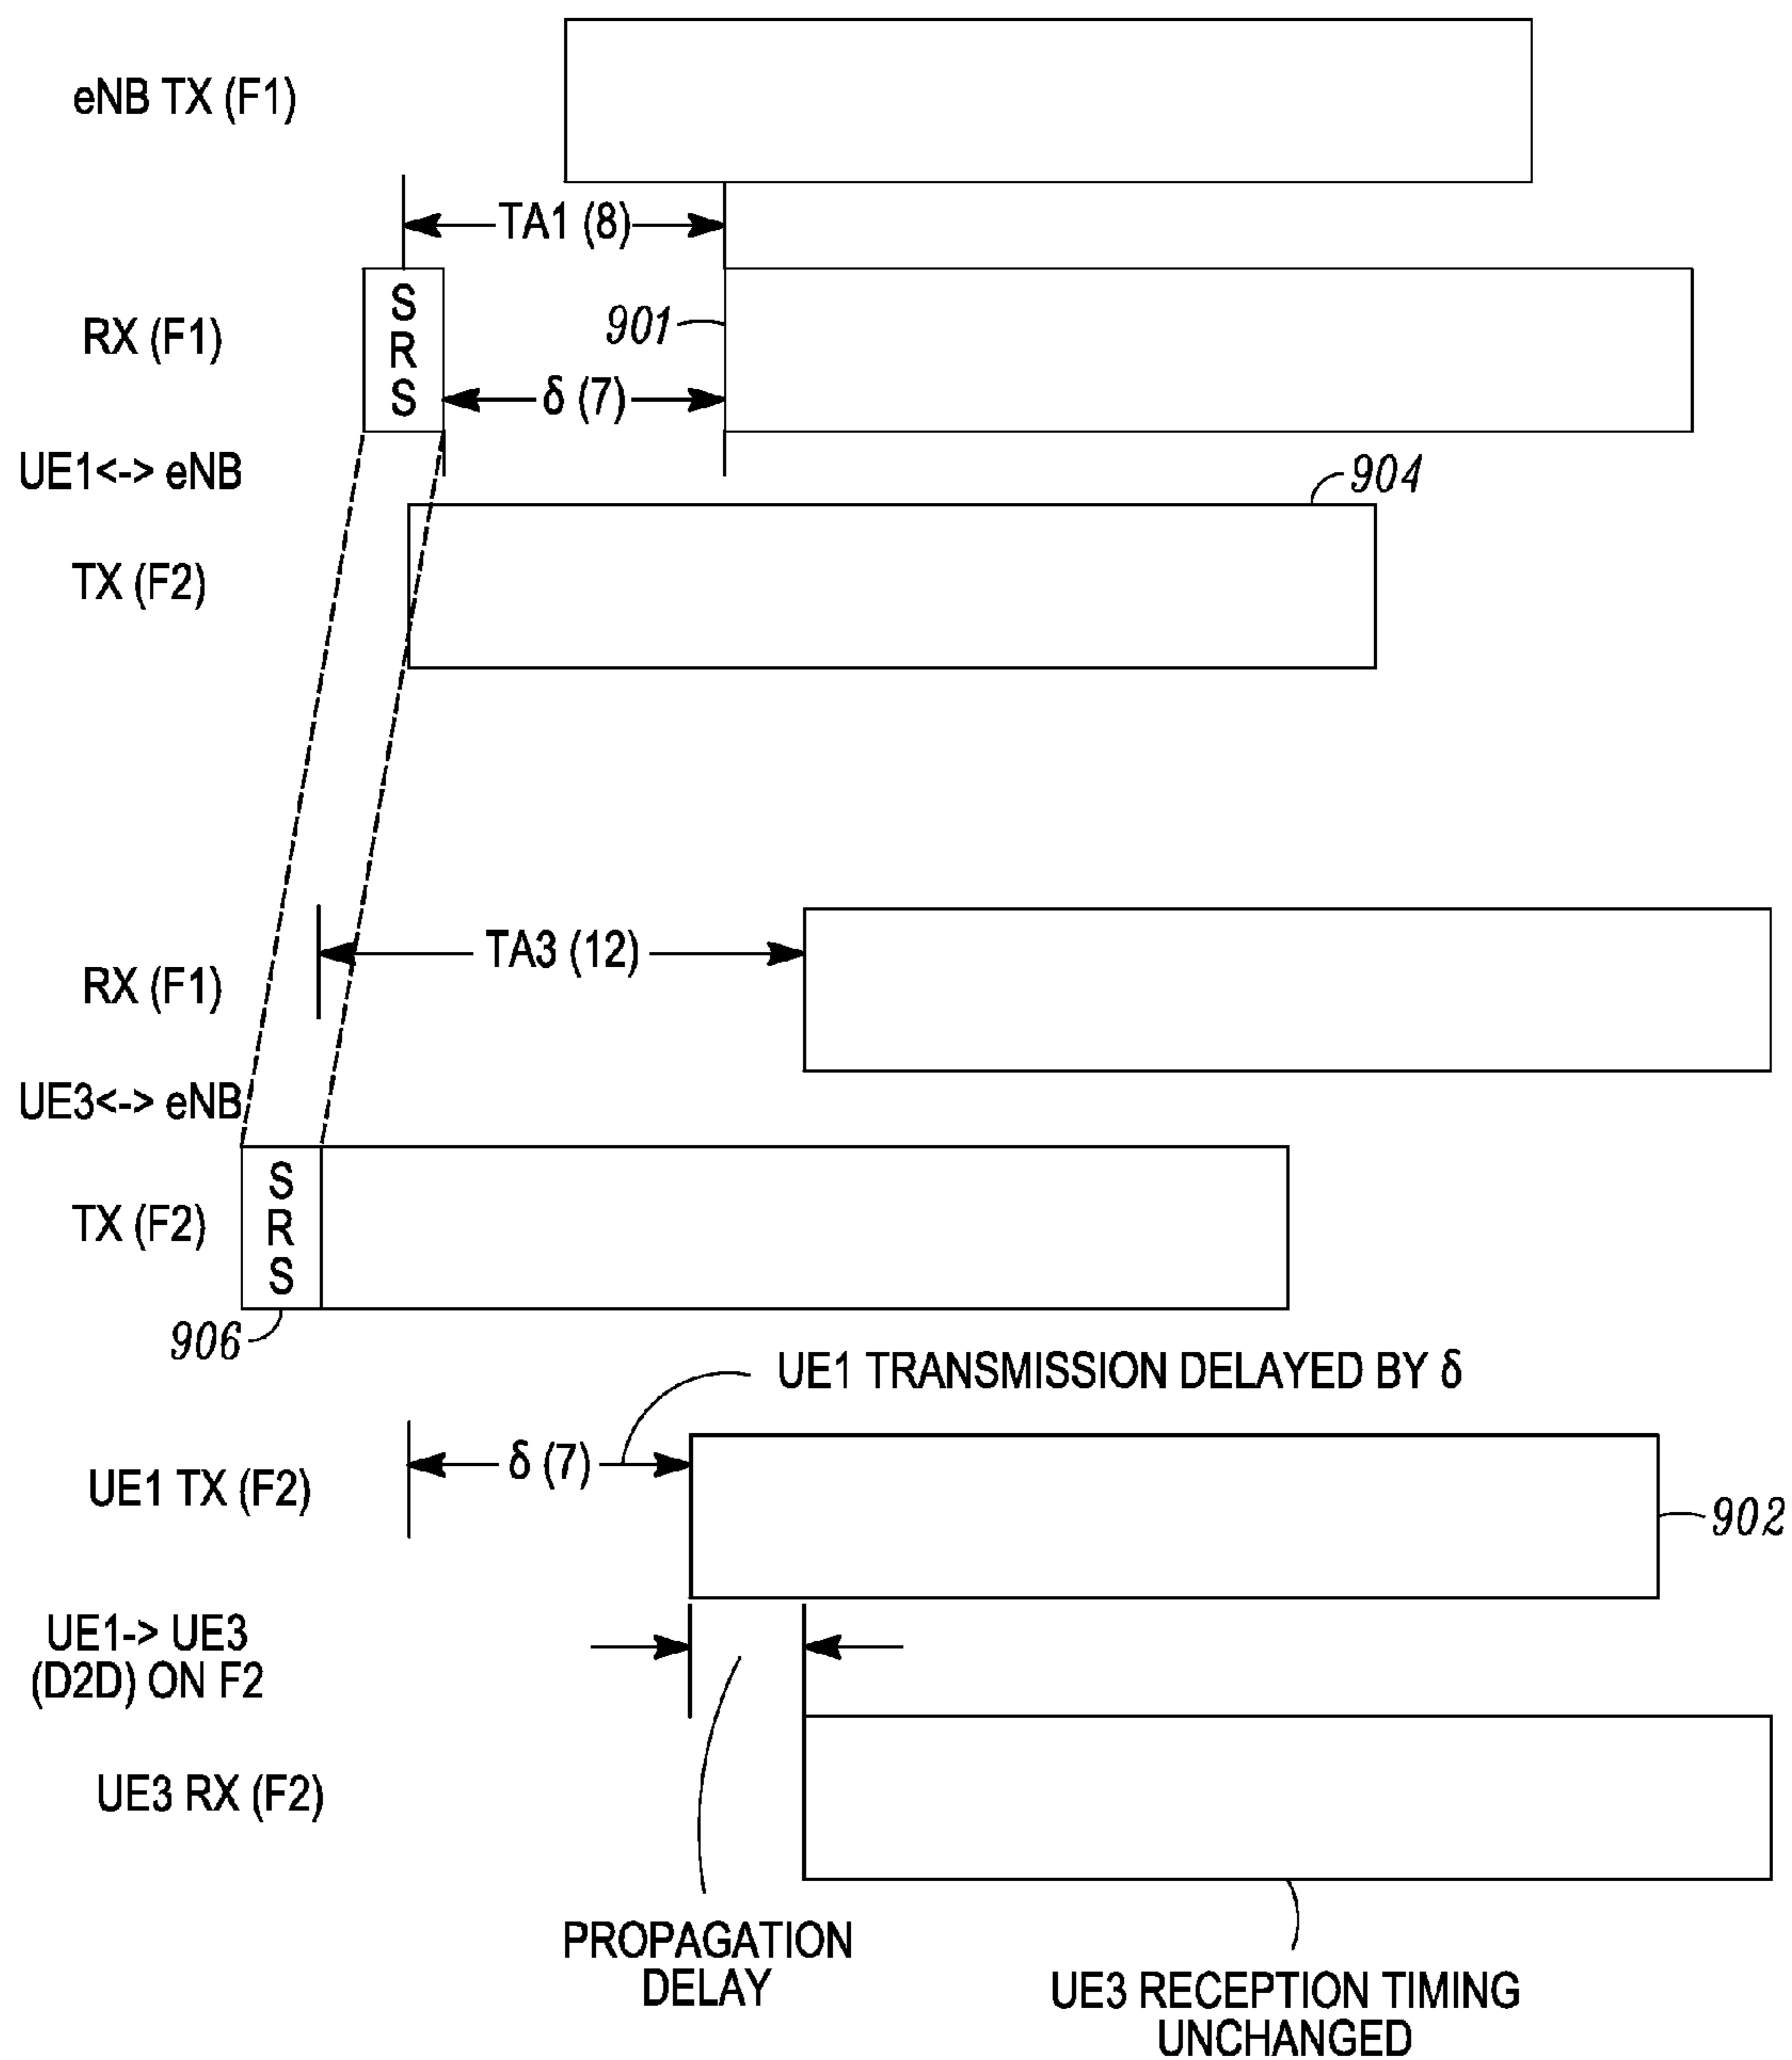 eNB TX (F1)
TA1 (8)
RX (F1)
S
R
S
901
δ (7)
UE1<-> eNB
904
TX (F2)
TA3 (12)
RX (F1)
UE3<-> eNB
TX (F2)
S
R
S
906
UE1 TRANSMISSION DELAYED BY δ
δ (7)
UE1 TX (F2)
902
UE1-> UE3
(D2D) ON F2
UE3 RX (F2)
PROPAGATION
DELAY
UE3 RECEPTION TIMING
UNCHANGED